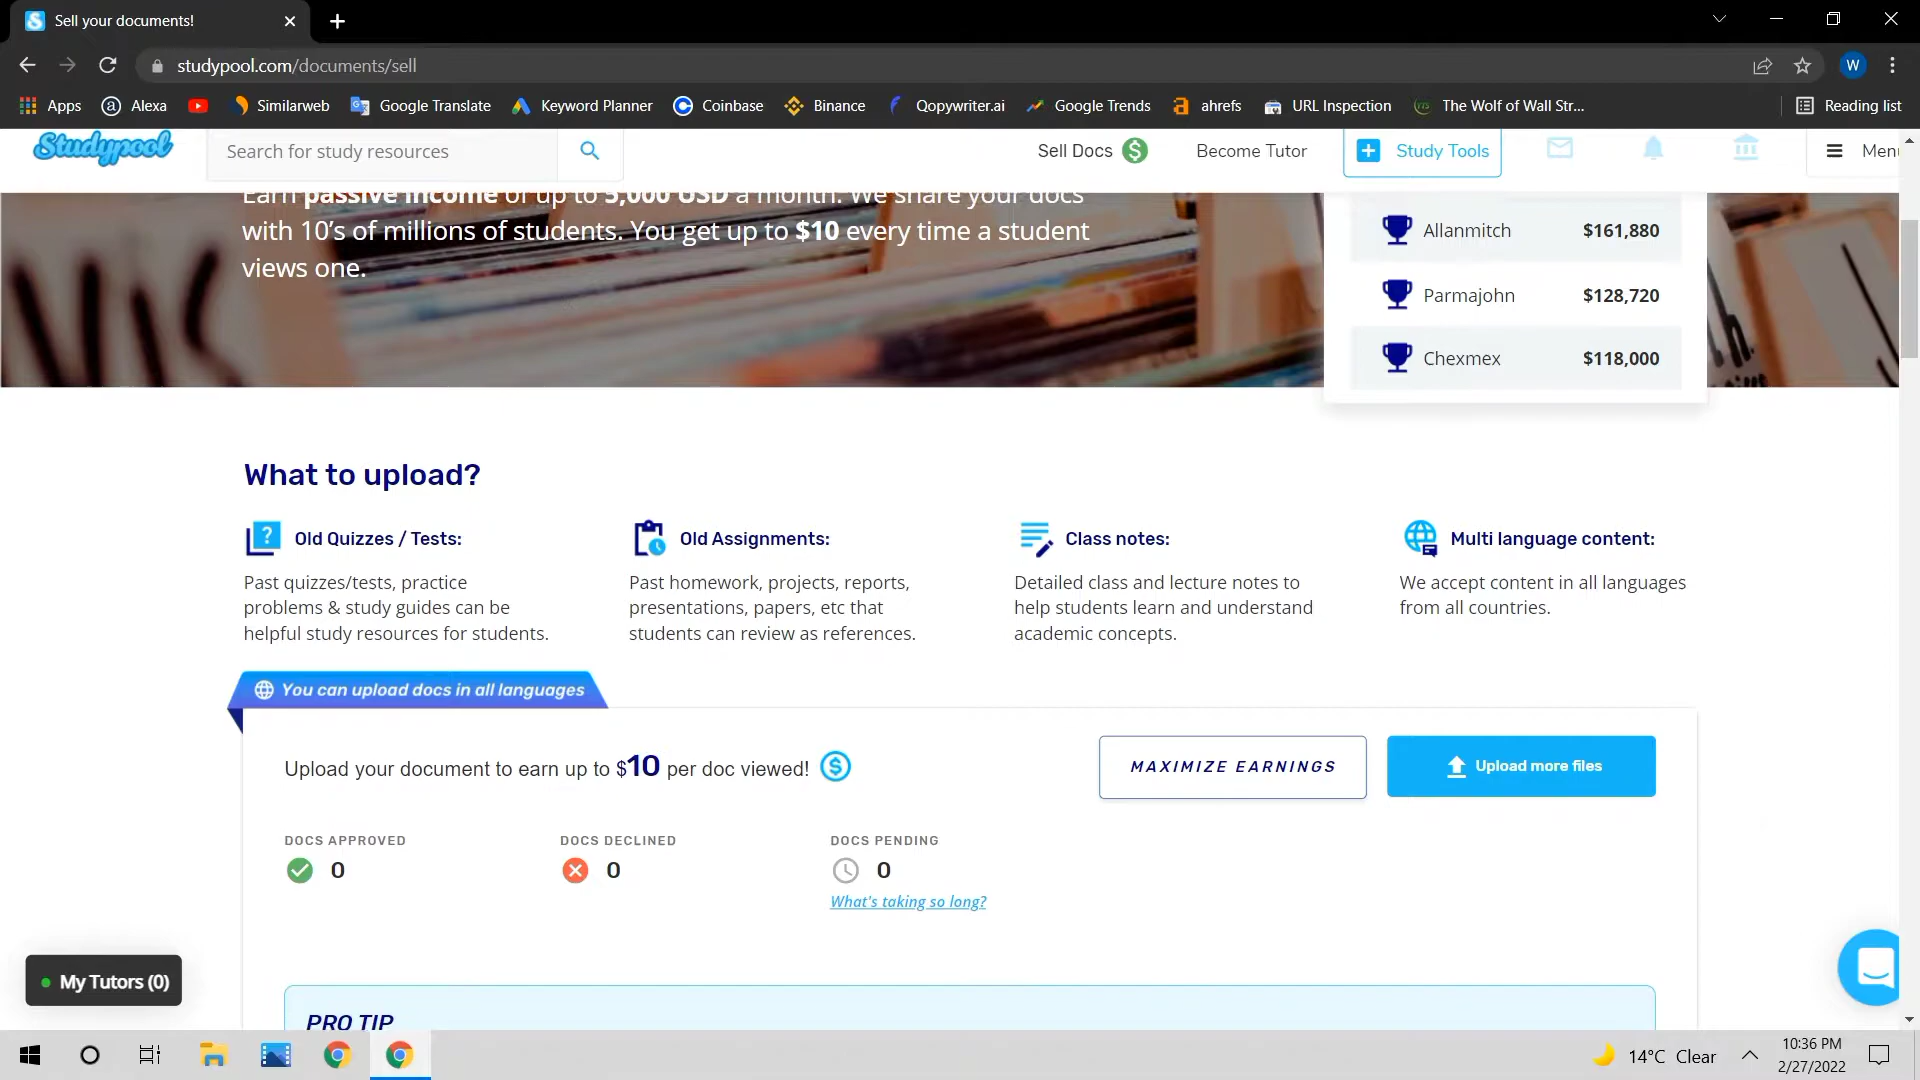 Sell your documents!
studypool.com/documents/sell
W
Apps
Alexa
Similarweb
Google Translate
Keyword Planner
Coinbase
Binance
Qopywriter.ai
Google Trends
ahrefs
URL Inspection
The Wolf of Wall Str...
Reading list
Studypool
Search for study resources
Sell Docs
Become Tutor
Study Tools
Menu
Earn passive income of up to 5,000 USD a month. We share your docs
with 10’s of millions of students. You get up to $10 every time a student
views one.
Allanmitch $161,880
Parmajohn $128,720
Chexmex $118,000
What to upload?
Old Quizzes / Tests:
Past quizzes/tests, practice
problems & study guides can be
helpful study resources for students.
Old Assignments:
Past homework, projects, reports,
presentations, papers, etc that
students can review as references.
Class notes:
Detailed class and lecture notes to
help students learn and understand
academic concepts.
Multi language content:
We accept content in all languages
from all countries.
You can upload docs in all languages
Upload your document to earn up to $10 per doc viewed!
MAXIMIZE EARNINGS
Upload more files
DOCS APPROVED
0
DOCS DECLINED
0
DOCS PENDING
0
What's taking so long?
My Tutors (0)
PRO TIP
14°C Clear
10:36 PM
2/27/2022